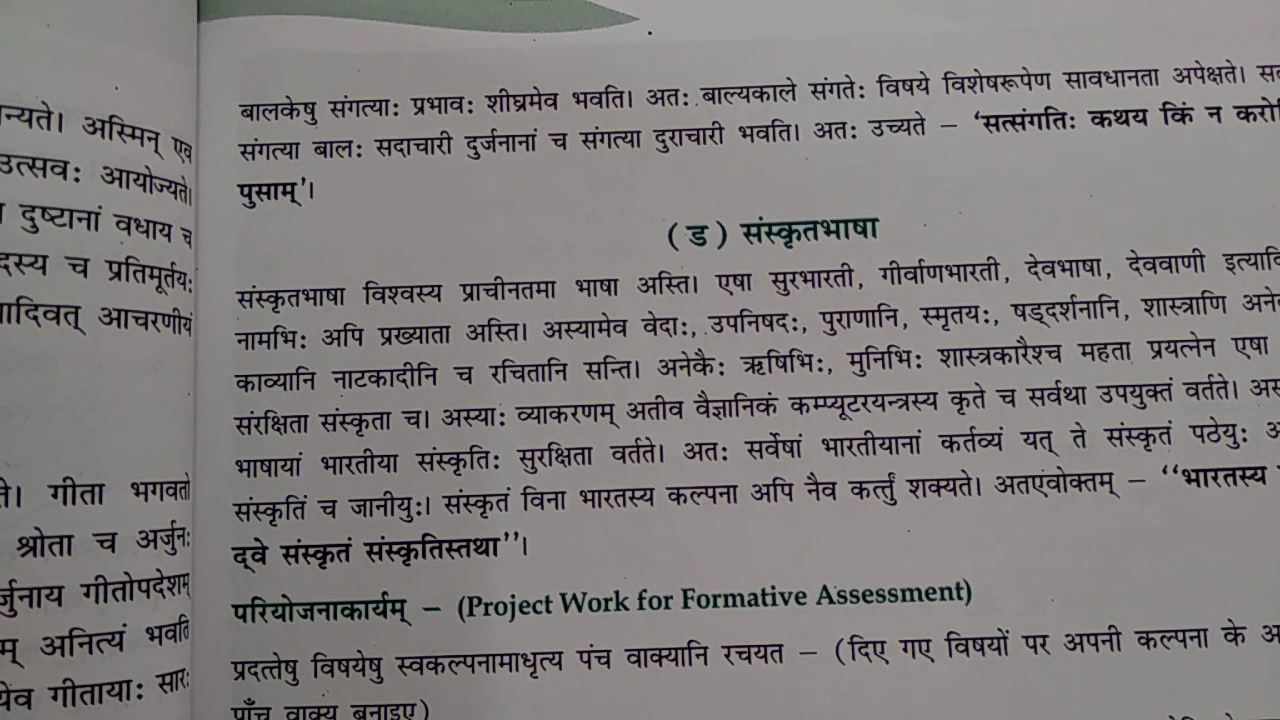 न्यते। अस्मिन् एव
उत्सवः आयोज्यते।
दुष्टानां वधाय च
दस्य च प्रतिमूर्तयः
ादिवत् आचरणीयं
ते। गीता भगवतो
श्रोता च अर्जुनः
र्जुनाय गीतोपदेशम्
म् अनित्यं भवति
गीतायाः सारः
बालकेषु संगत्याः प्रभावः शीघ्रमेव भवति। अतः बाल्यकाले संगतेः विषये विशेषरूपेण सावधानता अपेक्षते।
संगत्या बालः सदाचारी दुर्जनानां च संगत्या दुराचारी भवति। अतः उच्यते – ‘सत्संगतिः कथय किं न करो
पुसाम्’।
(ड) संस्कृतभाषा
संस्कृतभाषा विश्वस्य प्राचीनतमा भाषा अस्ति। एषा सुरभारती, गीर्वाणभारती, देवभाषा, देववाणी इत्यादि
नामभिः अपि प्रख्याता अस्ति। अस्यामेव वेदाः, उपनिषदः, पुराणानि, स्मृतयः, षड्दर्शनानि, शास्त्राणि अने
काव्यानि नाटकादीनि च रचितानि सन्ति। अनेकैः ऋषिभिः, मुनिभिः शास्त्रकारैश्च महता प्रयत्नेन एषा
संरक्षिता संस्कृता च। अस्याः व्याकरणम् अतीव वैज्ञानिकं कम्प्यूटरयन्त्रस्य कृते च सर्वथा उपयुक्तं वर्तते।
भाषायां भारतीया संस्कृतिः सुरक्षिता वर्तते। अतः सर्वेषां भारतीयानां कर्तव्यं यत् ते संस्कृतं पठेयुः
संस्कृतिं च जानीयुः। संस्कृतं विना भारतस्य कल्पना अपि नैव कर्त्तुं शक्यते। अतएवोक्तम् – ‘‘भारतस्य
द्वे संस्कृतं संस्कृतिस्तथा’’।
परियोजनाकार्यम् – (Project Work for Formative Assessment)
प्रदत्तेषु विषयेषु स्वकल्पनामाधृत्य पंच वाक्यानि रचयत – (दिए गए विषयों पर अपनी कल्पना के
पाँच वाक्य बनाइए)